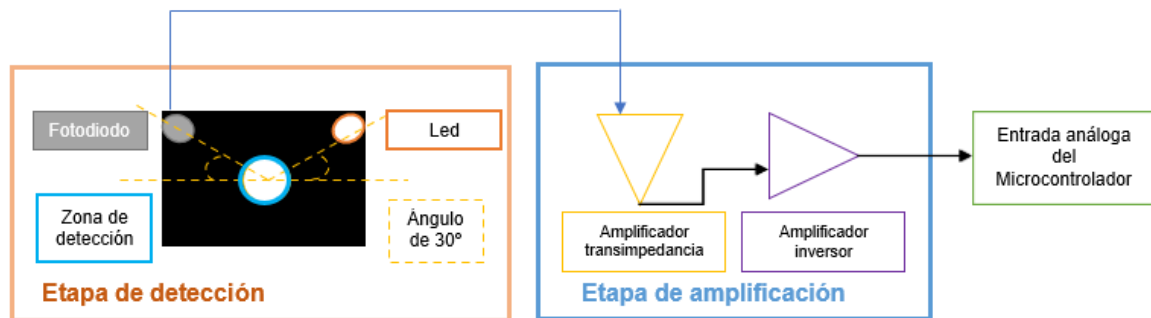 Fotodiodo
Led
Zona de
detección
Ángulo
de 30º
Etapa de detección
Amplificador
transimpedancia
Amplificador
inversor
Etapa de amplificación
Entrada análoga
del
Microcontrolador